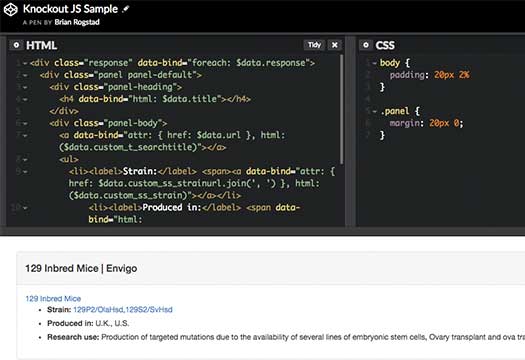 Knockout JS Sample
A PEN BY Brian Rogstad
HTML
Tidy
1 <div class="response" data-bind="foreach: $data.response">
2 <div class="panel panel-default">
3 <div class="panel-heading">
4 <h4 data-bind="html: $data.title"></h4>
5 </div>
6 <div class="panel-body">
7 <a data-bind="attr: { href: $data.url }, html:
($data.custom_t_searchtitle)"></a>
8 <ul>
9 <li><label>Strain:</label> <span><a data-bind="attr: {
href: $data.custom_ss_strainurl.join(', ') }, html:
($data.custom_ss_strain)"></a></li>
10 <li><label>Produced in:</label> <span data-
bind="html:
CSS
1 body {
2 padding: 20px 2%
3 }
4
5 .panel {
6 margin: 20px 0;
7 }
129 Inbred Mice | Envigo
129 Inbred Mice
• Strain: 129P2/OlaHsd,129S2/SvHsd
• Produced in: U.K., U.S.
• Research use: Production of targeted mutations due to the availability of several lines of embryonic stem cells, Ovary transplant and ova tra